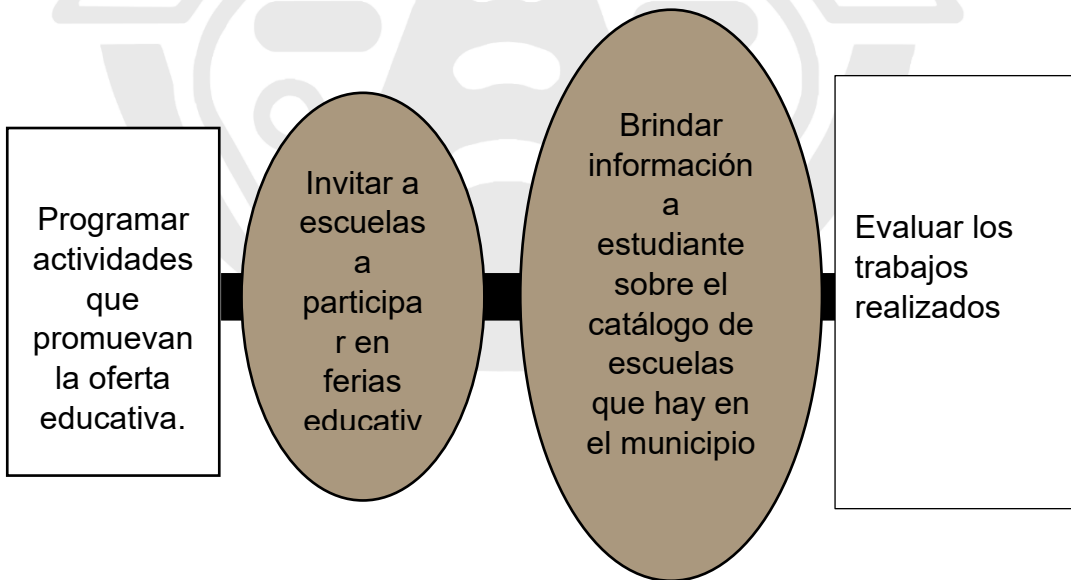 Programar
actividades
que
promuevan
la oferta
educativa.
Invitar a
escuelas
a
participa
r en
ferias
educativ
Brindar
información
a
estudiante
sobre el
catálogo de
escuelas
que hay en
el municipio
Evaluar los
trabajos
realizados